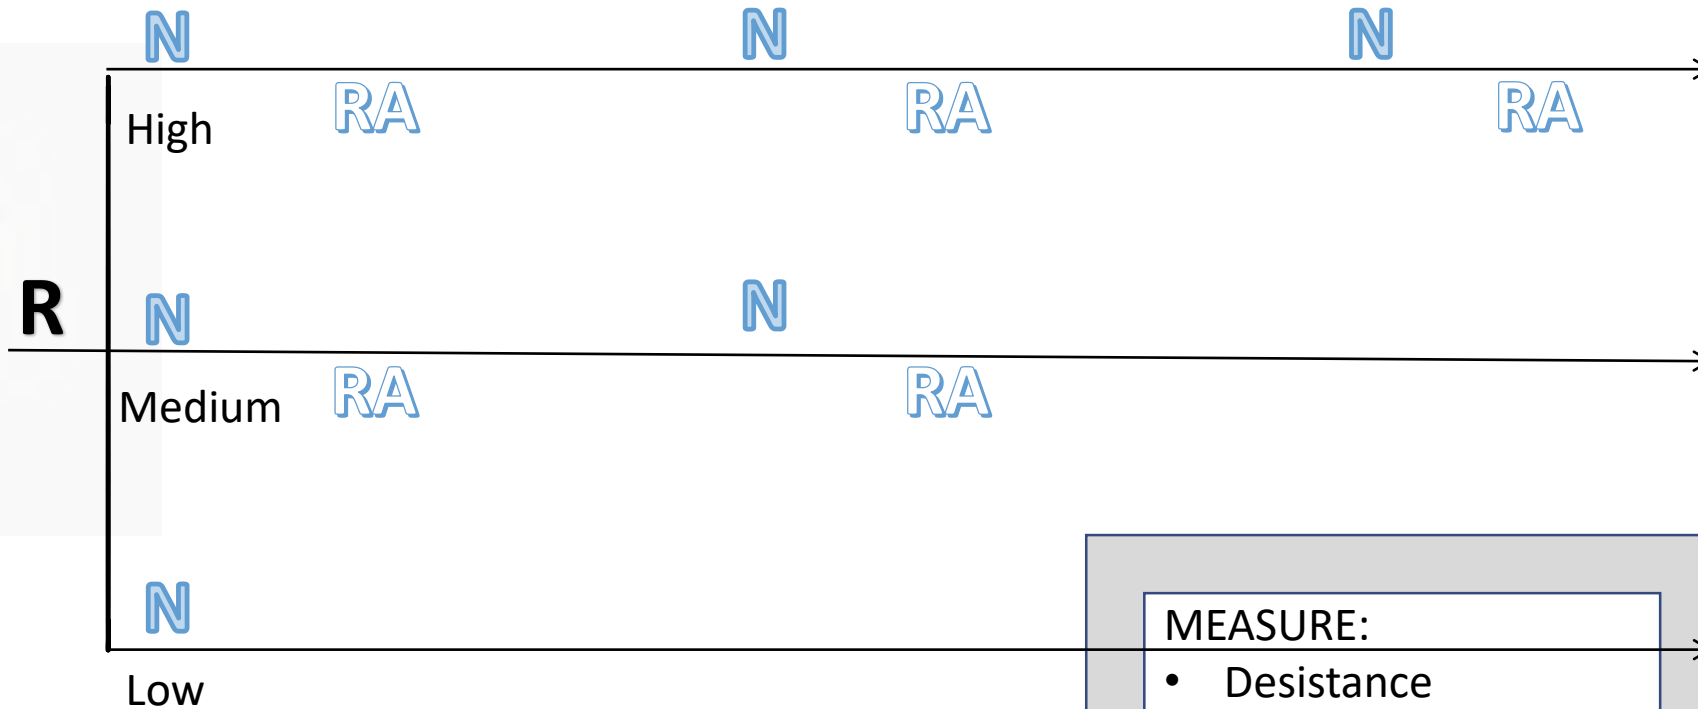 N N N
High RA RA RA
R N N
Medium RA RA
N
MEASURE:
Low
• Desistance